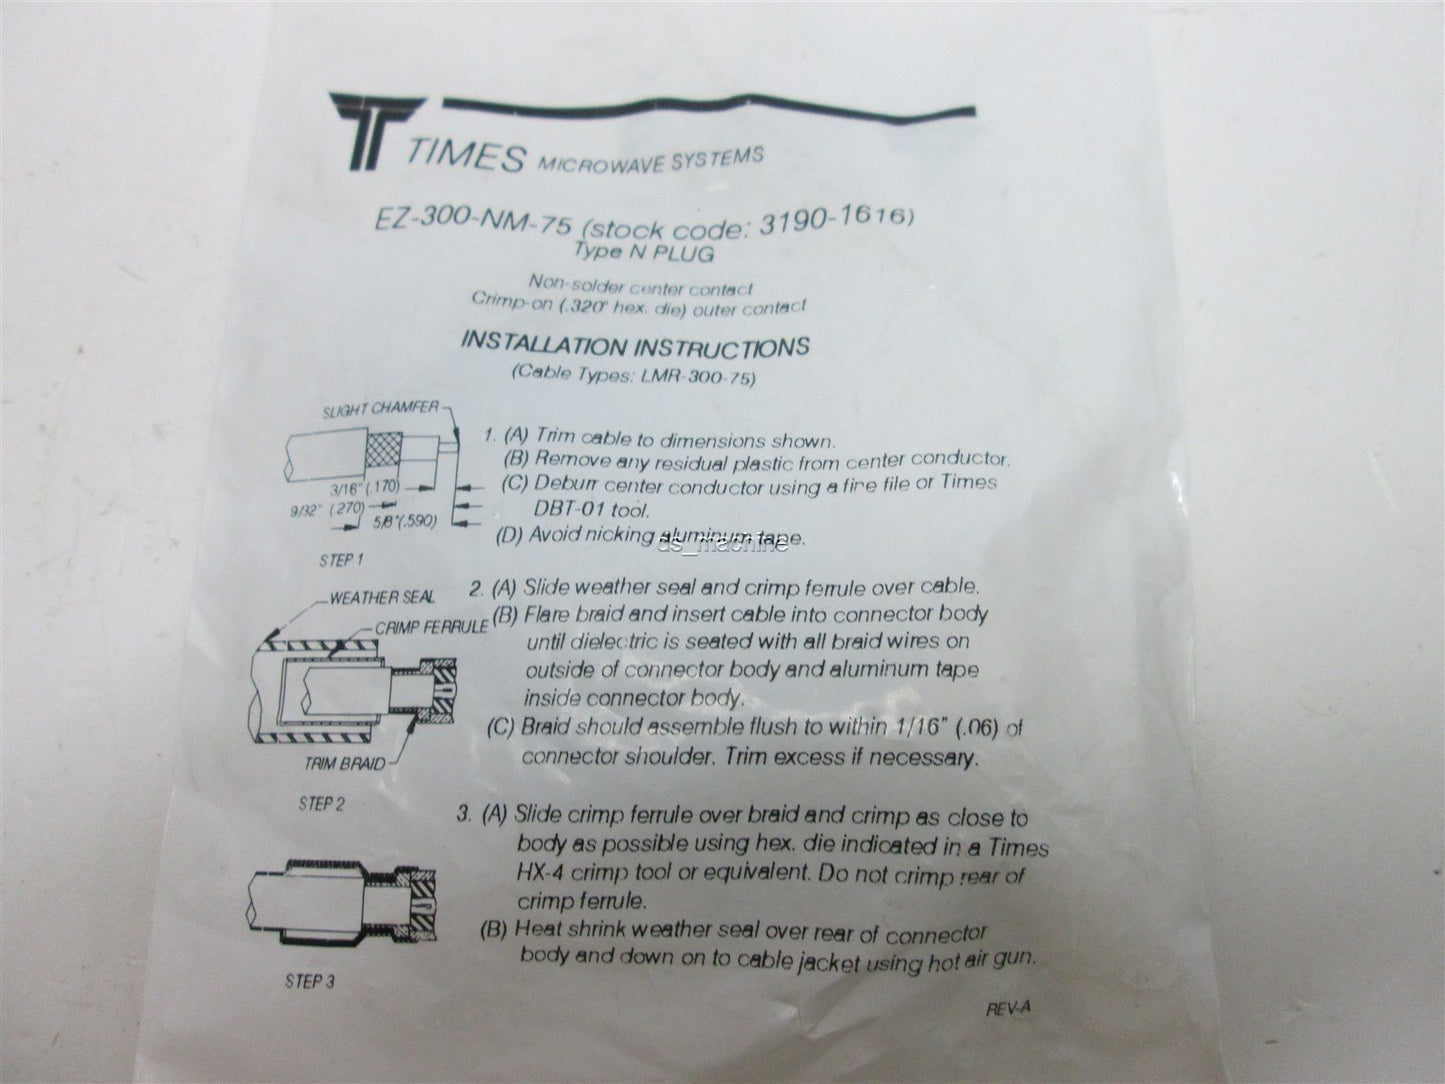 TIMES MICROWAVE SYSTEMS
EZ-300-NM-75 (stock code: 3190-1616)
Type N PLUG
Non-solder center contact
Crimp-on (.320" hex. die) outer contact
INSTALLATION INSTRUCTIONS
(Cable Types: LMR-300-75)
SLIGHT CHAMFER
3/16" (.170)
9/32" (.270)
5/8" (.590)
STEP 1
1. (A) Trim cable to dimensions shown.
(B) Remove any residual plastic from center conductor.
(C) Deburr center conductor using a fine file or Times
DBT-01 tool.
(D) Avoid nicking aluminum tape.
ds_machine
WEATHER SEAL
CRIMP FERRULE
TRIM BRAID
STEP 2
2. (A) Slide weather seal and crimp ferrule over cable.
(B) Flare braid and insert cable into connector body
until dielectric is seated with all braid wires on
outside of connector body and aluminum tape
inside connector body.
(C) Braid should assemble flush to within 1/16" (.06) of
connector shoulder. Trim excess if necessary.
3. (A) Slide crimp ferrule over braid and crimp as close to
body as possible using hex. die indicated in a Times
HX-4 crimp tool or equivalent. Do not crimp rear of
crimp ferrule.
(B) Heat shrink weather seal over rear of connector
body and down on to cable jacket using hot air gun.
STEP 3
REV-A